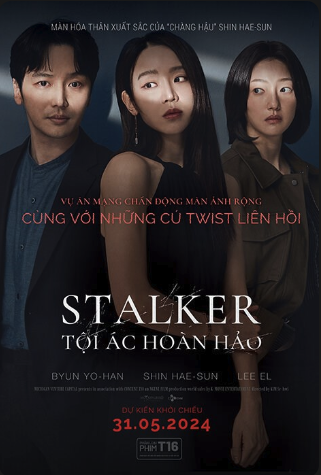 MÀN HÓA THÂN XUẤT SẮC CỦA "CHÀNG HẬU" SHIN HAE-SUN
VỤ ÁN MẠNG CHẤN ĐỘNG MÀN ẢNH RỘNG
CÙNG VỚI NHỮNG CÚ TWIST LIÊN HỒI
STALKER
TỘI ÁC HOÀN HẢO
BYUN YO-HAN SHIN HAE-SUN LEE EL
DỰ KIẾN KHỞI CHIẾU
31.05.2024
PHIM T16